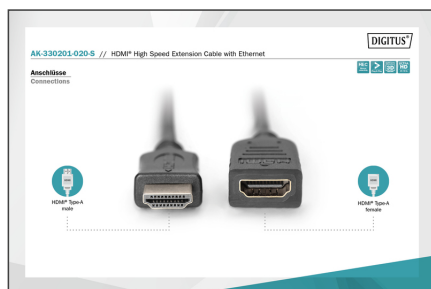 DIGITUS®
AK-330201-020-S // HDMI® High Speed Extension Cable with Ethernet
Anschlüsse
Connections
HDMI® Type-A
male
HDMI® Type-A
female